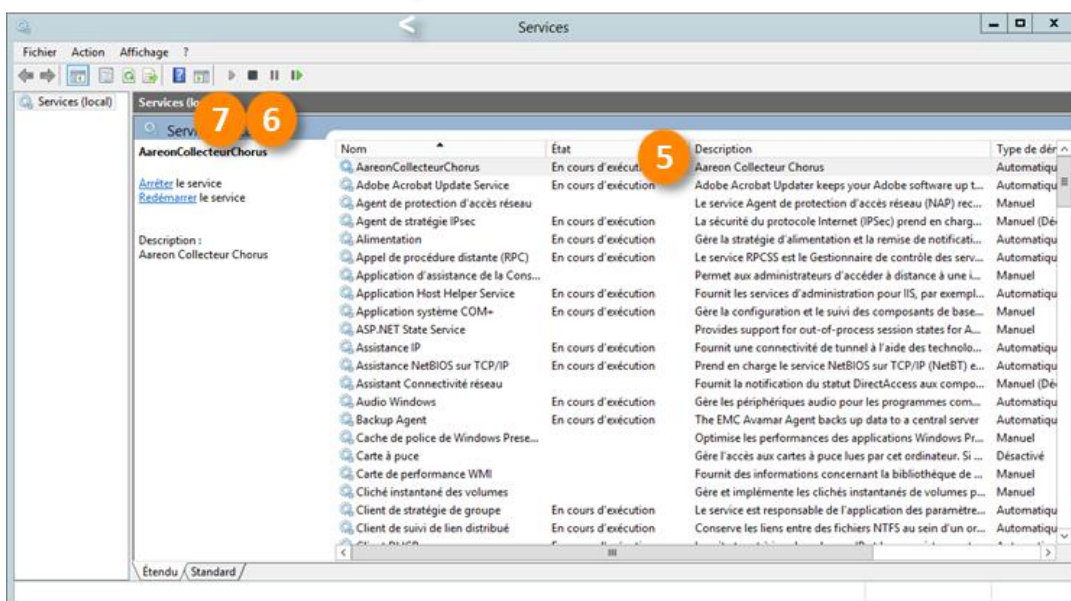 Services
Fichier Action Affichage ?
Services (local) Services (lo
7 6
Servi
5
AareonCollecteurChorus
Arrêter le service
Redémarrer le service
Description :
Aareon Collecteur Chorus
Nom État Description Type de dér
AareonCollecteurChorus En cours d'exécuti Aareon Collecteur Chorus Automatiqu
Adobe Acrobat Update Service En cours d'exécution Adobe Acrobat Updater keeps your Adobe software up t... Automatiqu
Agent de protection d'accès réseau Le service Agent de protection d'accès réseau (NAP) rec... Manuel
Agent de stratégie IPsec En cours d'exécution La sécurité du protocole Internet (IPSec) prend en charg... Manuel (Dé
Alimentation En cours d'exécution Gère la stratégie d'alimentation et la remise de notificati... Automatiqu
Appel de procédure distante (RPC) En cours d'exécution Le service RPCSS est le Gestionnaire de contrôle des serv... Automatiqu
Application d'assistance de la Cons... Permet aux administrateurs d'accéder à distance à une i... Manuel
Application Host Helper Service En cours d'exécution Fournit les services d'administration pour IIS, par exempl... Automatiqu
Application système COM+ En cours d'exécution Gère la configuration et le suivi des composants de base... Manuel
ASP.NET State Service Provides support for out-of-process session states for A... Manuel
Assistance IP En cours d'exécution Fournit une connectivité de tunnel à l'aide des technolo... Automatiqu
Assistance NetBIOS sur TCP/IP En cours d'exécution Prend en charge le service NetBIOS sur TCP/IP (NetBT) e... Automatiqu
Assistant Connectivité réseau Fournit la notification du statut DirectAccess aux compo... Manuel (Dé
Audio Windows En cours d'exécution Gère les périphériques audio pour les programmes com... Automatiqu
Backup Agent En cours d'exécution The EMC Avamar Agent backs up data to a central server Automatiqu
Cache de police de Windows Prese... Optimise les performances des applications Windows Pr... Manuel
Carte à puce Gère l'accès aux cartes à puce lues par cet ordinateur. Si ... Désactivé
Carte de performance WMI Fournit des informations concernant la bibliothèque de ... Manuel
Cliché instantané des volumes Gère et implémente les clichés instantanés de volumes p... Manuel
Client de stratégie de groupe En cours d'exécution Le service est responsable de l'application des paramètre... Automatiqu
Client de suivi de lien distribué En cours d'exécution Conserve les liens entre des fichiers NTFS au sein d'un or... Automatiqu
Étendu Standard